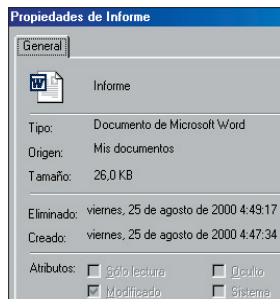 Propiedades de Informe
General
Informe
Tipo: Documento de Microsoft Word
Origen: Mis documentos
Tamaño: 26,0 KB
Eliminado: viernes, 25 de agosto de 2000 4:49:17
Creado: viernes, 25 de agosto de 2000 4:47:34
Atributos: Sólo lectura Oculto
Modificado Sistema